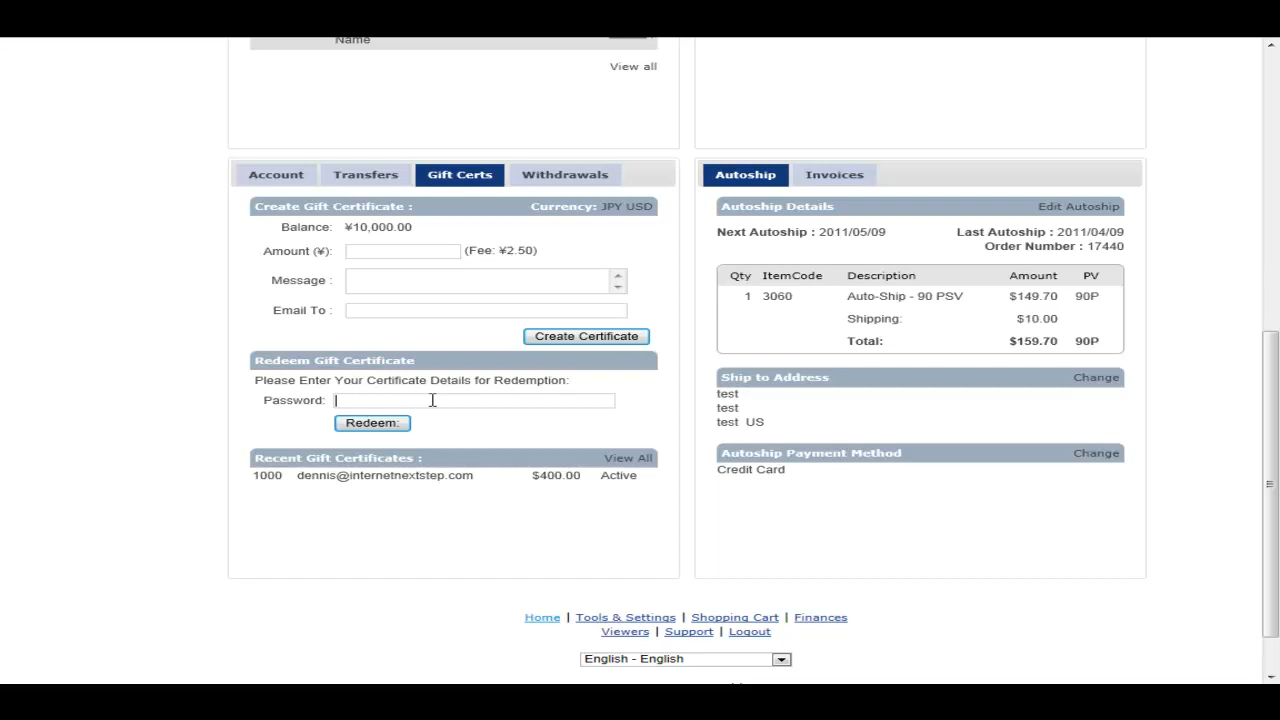 Name
View all
Account Transfers Gift Certs Withdrawals
Create Gift Certificate : Currency: JPY USD
Balance: ¥10,000.00
Amount (¥): (Fee: ¥2.50)
Message :
Email To :
Create Certificate
Redeem Gift Certificate
Please Enter Your Certificate Details for Redemption:
Password:
Redeem:
Recent Gift Certificates : View All
1000 dennis@internetnextstep.com $400.00 Active
Autoship Invoices
Autoship Details Edit Autoship
Next Autoship : 2011/05/09 Last Autoship : 2011/04/09
Order Number : 17440
Qty ItemCode Description Amount PV
1 3060 Auto-Ship - 90 PSV $149.70 90P
Shipping: $10.00
Total: $159.70 90P
Ship to Address Change
test
test
test US
Autoship Payment Method Change
Credit Card
Home | Tools & Settings | Shopping Cart | Finances
Viewers | Support | Logout
English - English